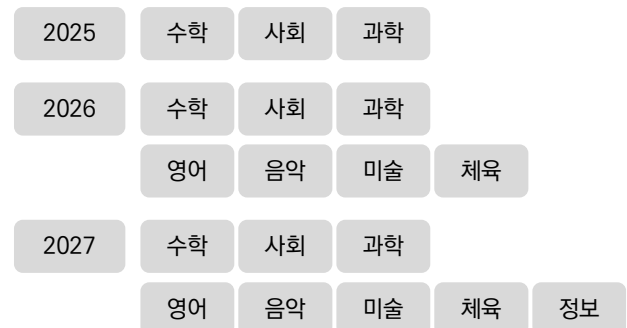 2025 수학 사회 과학
2026 수학 사회 과학
영어 음악 미술 체육
2027 수학 사회 과학
영어 음악 미술 체육 정보